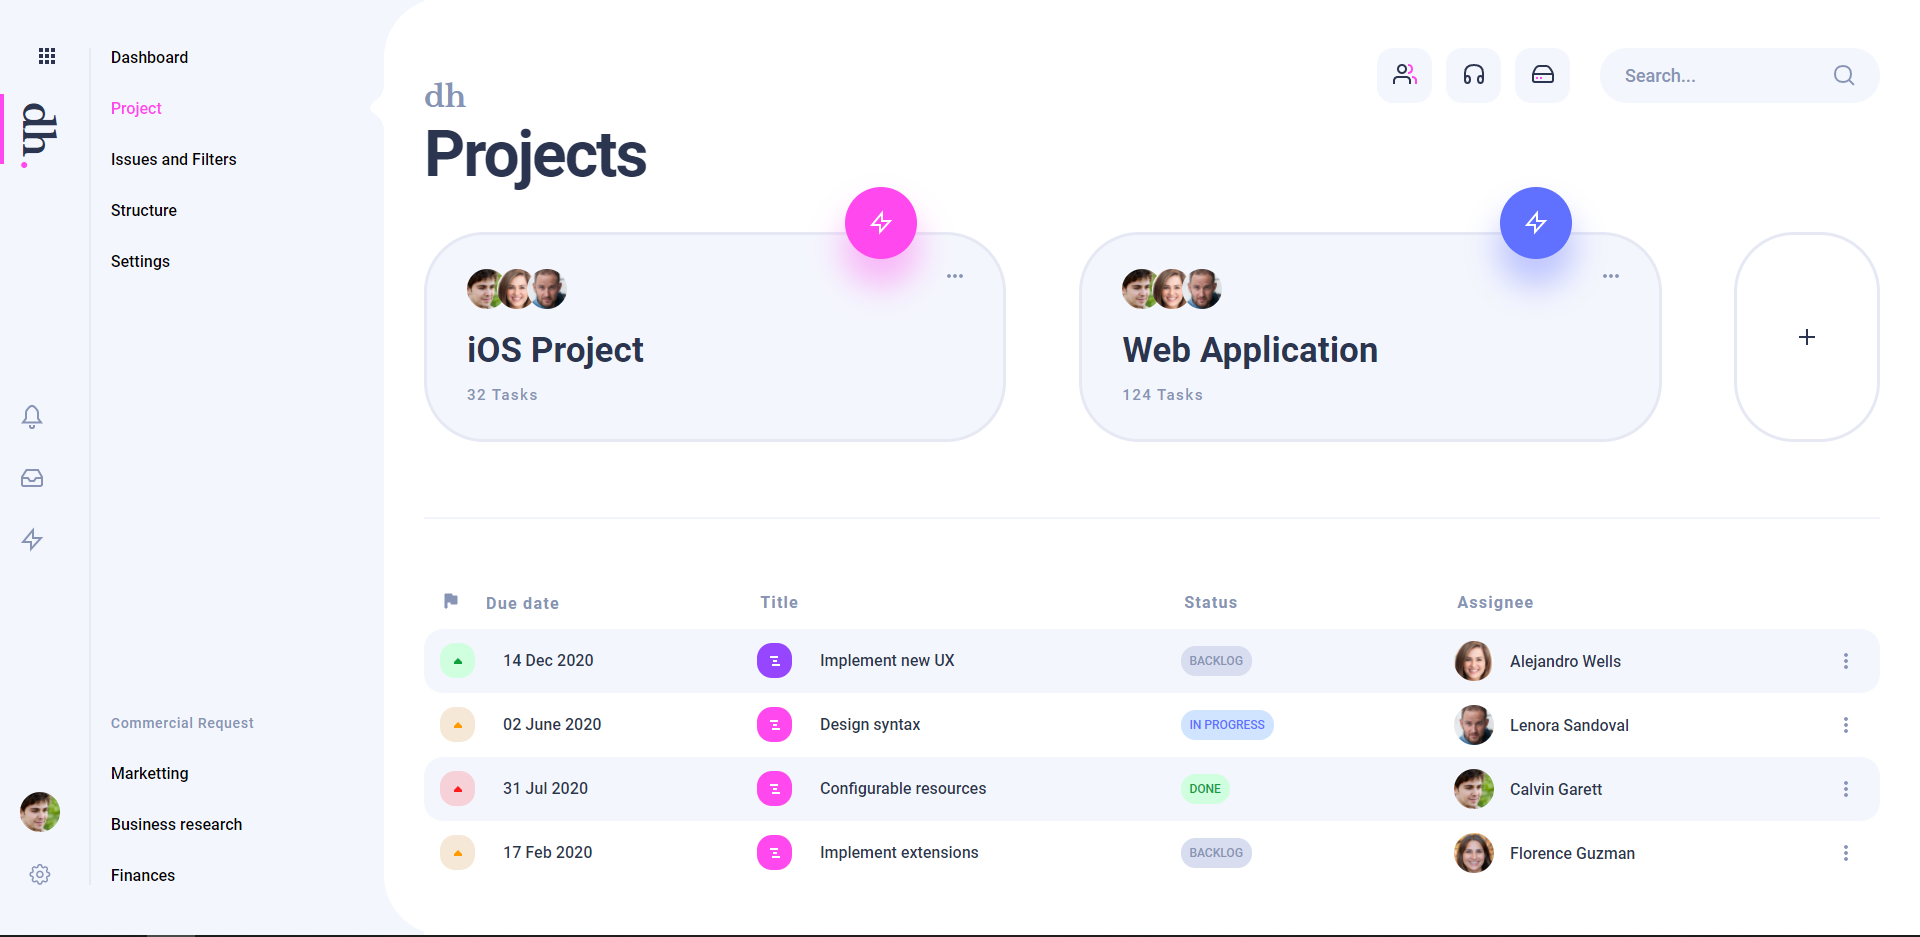 dh.
Dashboard
Project
Issues and Filters
Structure
Settings
Commercial Request
Marketting
Business research
Finances
dh
Projects
Search...
iOS Project
32 Tasks
Web Application
124 Tasks
Due date Title Status Assignee
14 Dec 2020 Implement new UX BACKLOG Alejandro Wells
02 June 2020 Design syntax IN PROGRESS Lenora Sandoval
31 Jul 2020 Configurable resources DONE Calvin Garett
17 Feb 2020 Implement extensions BACKLOG Florence Guzman